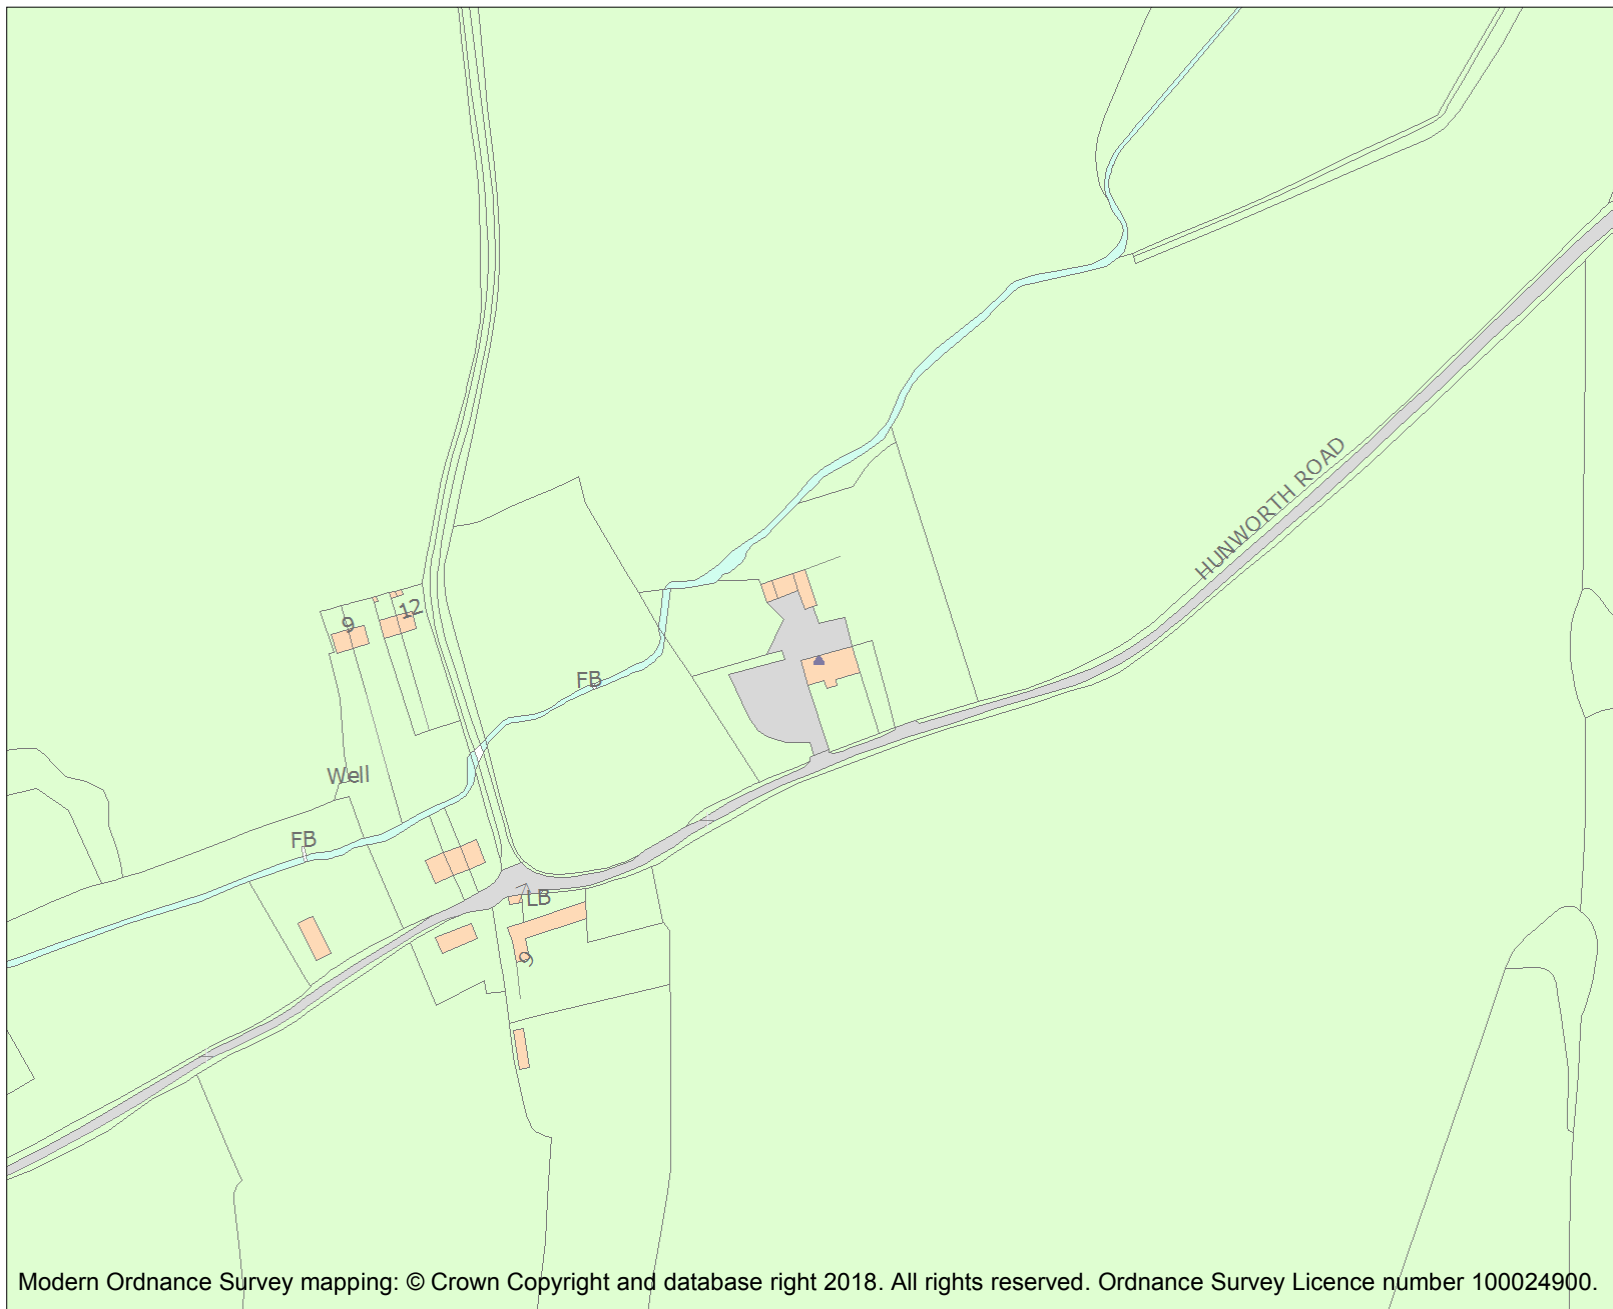 HUNWORTH ROAD
12
9
FB
Well
FB
LB
9
Modern Ordnance Survey mapping: © Crown Copyright and database right 2018. All rights reserved. Ordnance Survey Licence number 100024900.